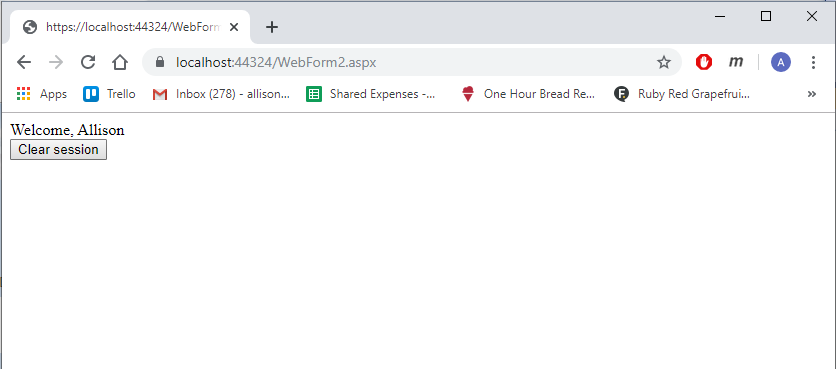 https://localhost:44324/WebForm
localhost:44324/WebForm2.aspx
m
A
Apps
Trello
Inbox (278) - allison...
Shared Expenses -...
One Hour Bread Re...
Ruby Red Grapefrui...
»
Welcome, Allison
Clear session